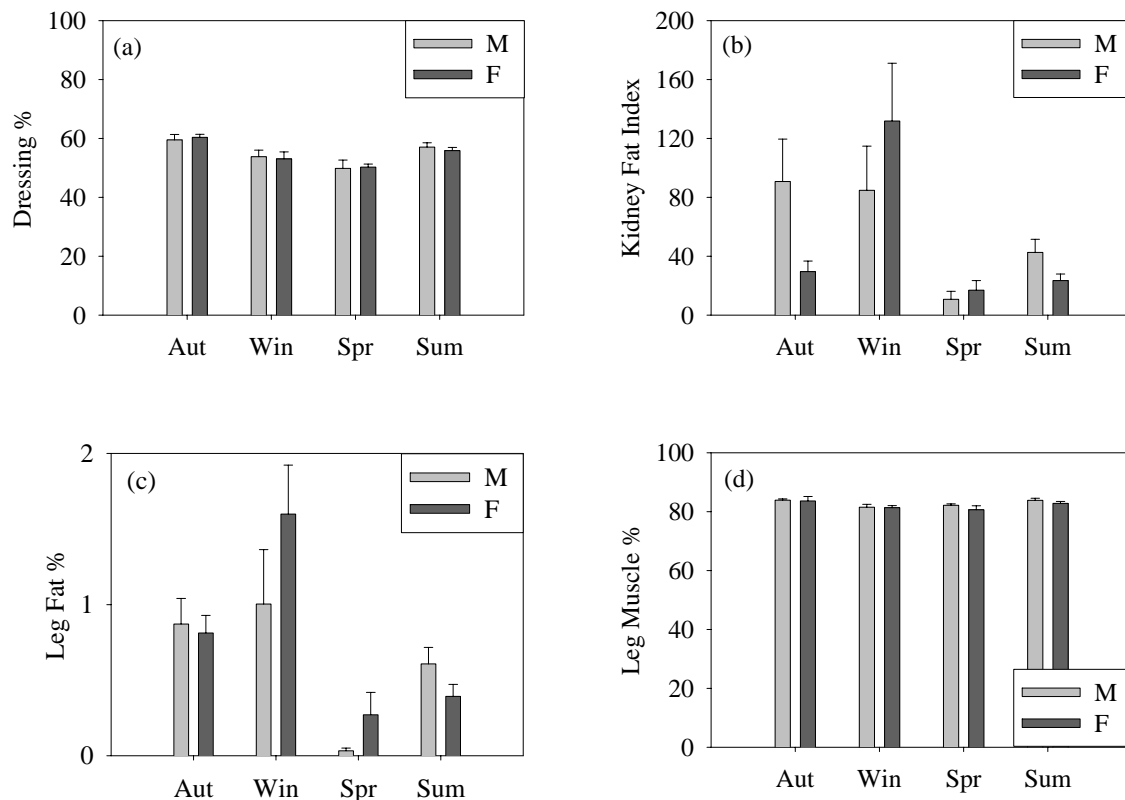 (a)
M
F
Dressing %
100
80
60
40
20
0
Aut Win Spr Sum
(b)
M
F
Kidney Fat Index
200
160
120
80
40
0
Aut Win Spr Sum
(c)
M
F
Leg Fat %
2
1
0
Aut Win Spr Sum
(d)
M
F
Leg Muscle %
100
80
60
40
20
0
Aut Win Spr Sum